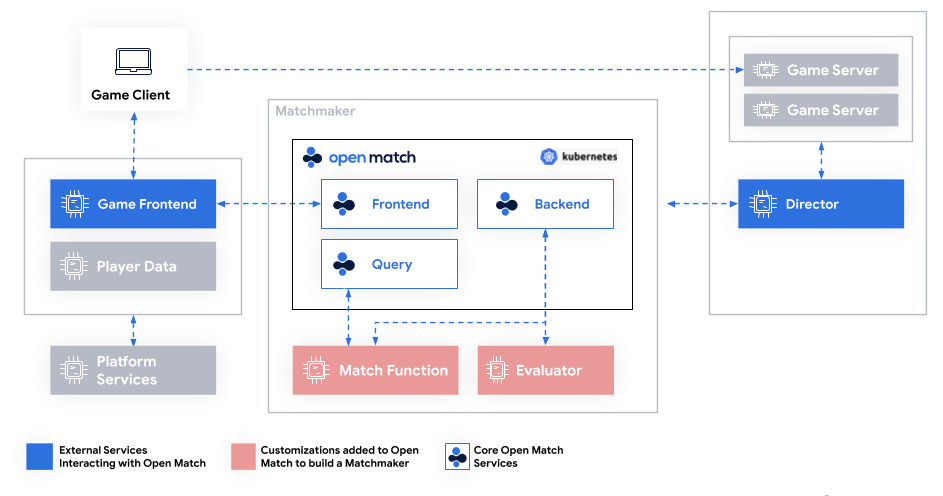 Game Client
Game Server
Game Server
Matchmaker
open match
kubernetes
Game Frontend
Frontend
Backend
Director
Player Data
Query
Platform
Services
Match Function
Evaluator
External Services
Interacting with Open Match
Customizations added to Open
Match to build a Matchmaker
Core Open Match
Services